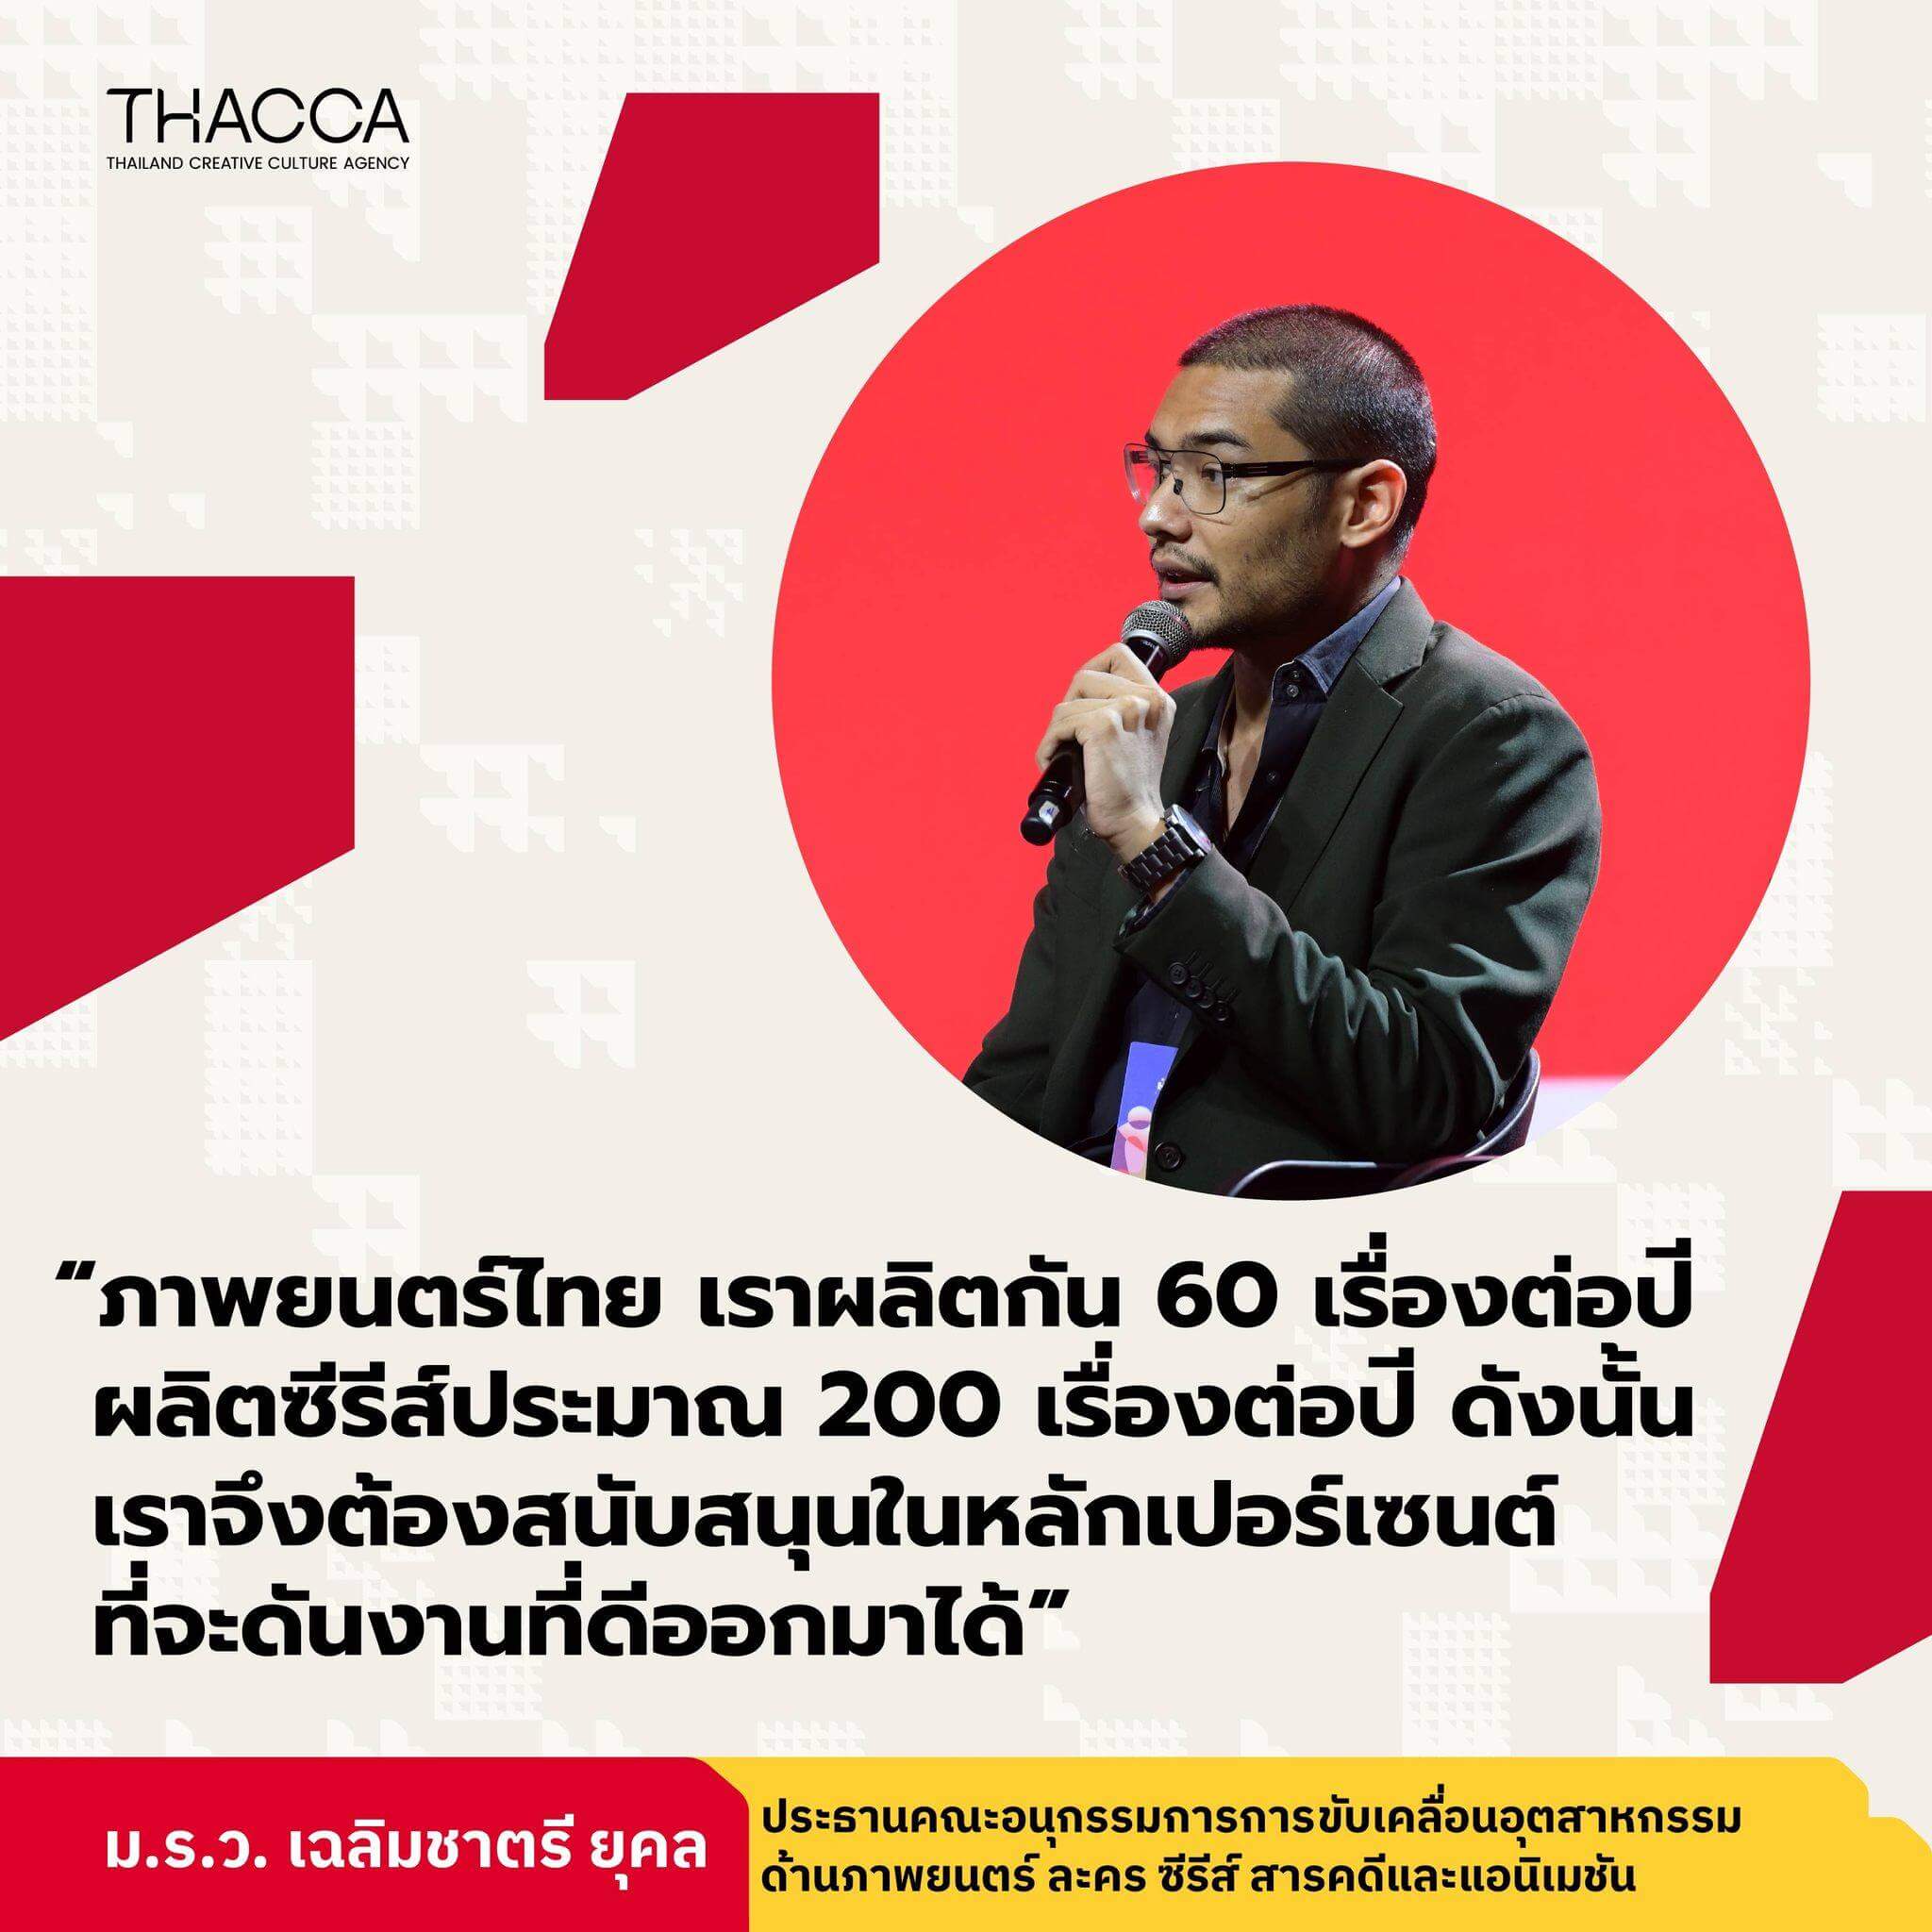 THACCA
THAILAND CREATIVE CULTURE AGENCY
“ภาพยนตร์ไทย เราผลิตกัน 60 เรื่องต่อปี
ผลิตซีรีส์ประมาณ 200 เรื่องต่อปี ดังนั้น
เราจึงต้องสนับสนุนในหลักเปอร์เซนต์
ที่จะดันงานที่ดีออกมาได้”
ม.ร.ว. เฉลิมชาตรี ยุคล
ประธานคณะอนุกรรมการการขับเคลื่อนอุตสาหกรรม
ด้านภาพยนตร์ ละคร ซีรีส์ สารคดีและแอนิเมชัน